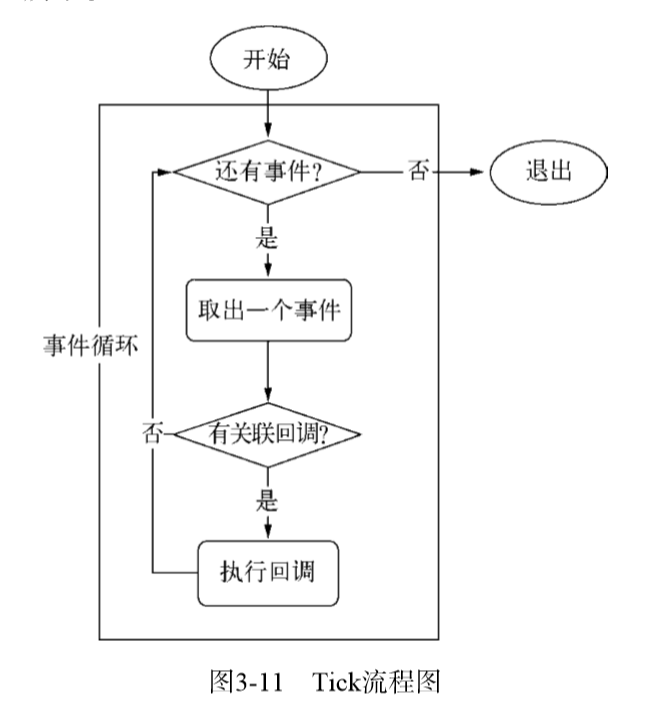 开始
还有事件?
否
退出
是
取出一个事件
事件循环
有关联回调?
否
是
执行回调
图3-11 Tick流程图